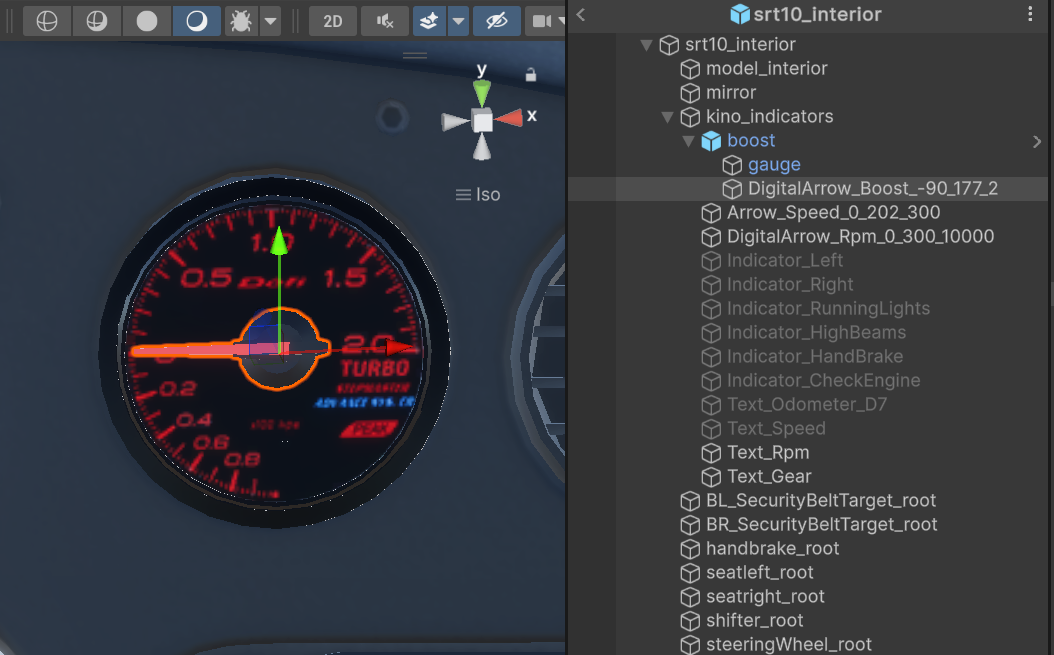 2D
y
x
Iso
1.0
0.5
Defi
1.5
2.0
0
TURBO
0.2
0.4
0.6
0.8
PEAK
srt10_interior
srt10_interior
model_interior
mirror
kino_indicators
boost
gauge
DigitalArrow_Boost_-90_177_2
Arrow_Speed_0_202_300
DigitalArrow_Rpm_0_300_10000
Indicator_Left
Indicator_Right
Indicator_RunningLights
Indicator_HighBeams
Indicator_HandBrake
Indicator_CheckEngine
Text_Odometer_D7
Text_Speed
Text_Rpm
Text_Gear
BL_SecurityBeltTarget_root
BR_SecurityBeltTarget_root
handbrake_root
seatleft_root
seatright_root
shifter_root
steeringWheel_root